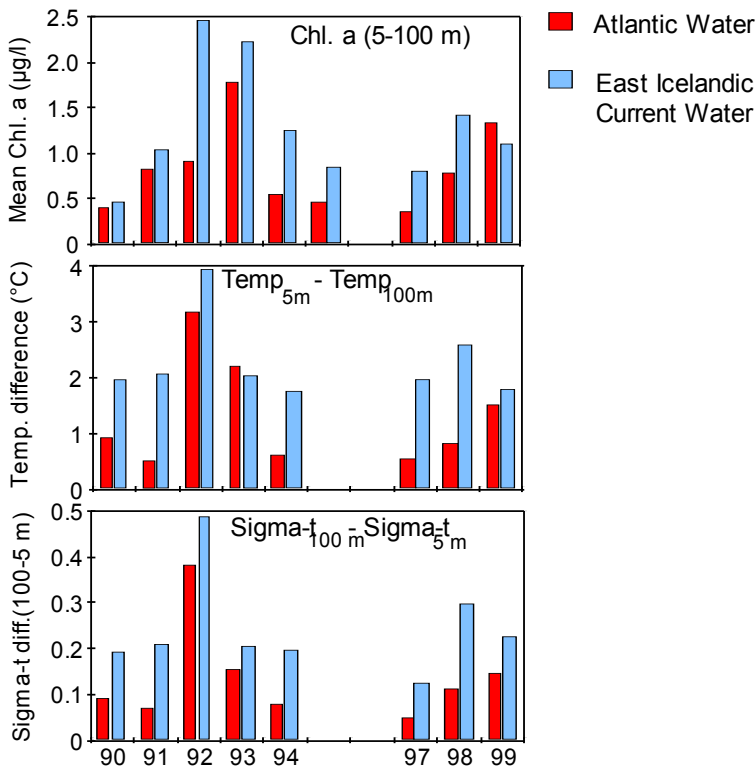 Chl. a (5-100 m)
Mean Chl. a (µg/l)
2.5
2.0
1.5
1.0
0.5
0
Atlantic Water
East Icelandic
Current Water
Temp5m - Temp100m
Temp. difference (°C)
4
3
2
1
0
Sigma-t100 m - Sigma-t5 m
Sigma-t diff.(100-5 m)
0.5
0.4
0.3
0.2
0.1
0
90 91 92 93 94 97 98 99